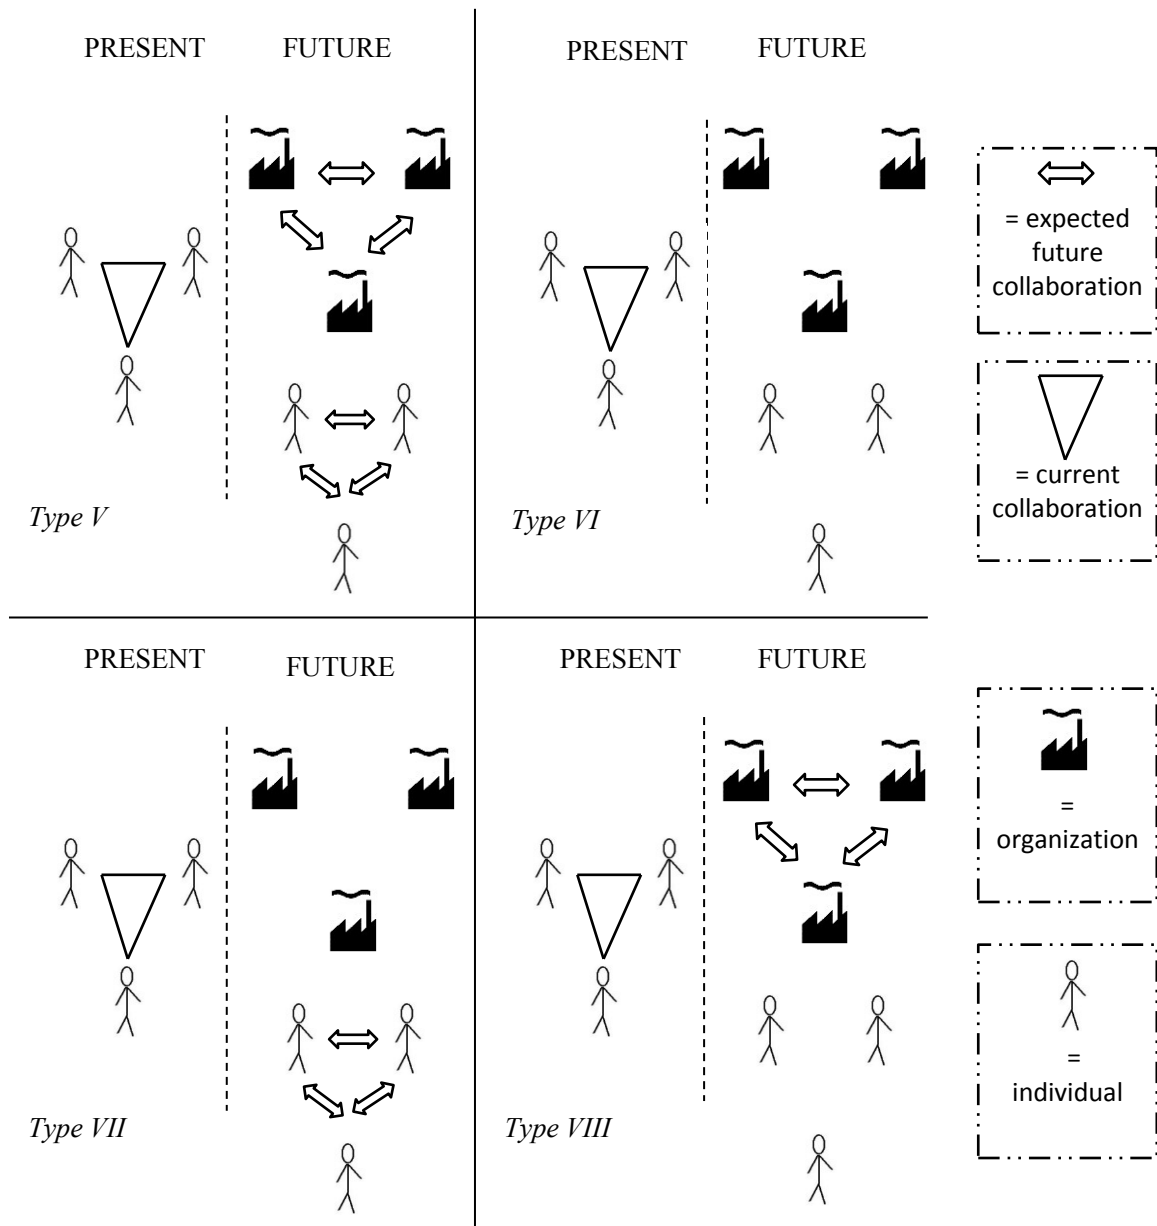 PRESENT FUTURE
PRESENT FUTURE
= expected
future
collaboration
= current
collaboration
Type V
Type VI
PRESENT FUTURE
PRESENT FUTURE
=
organization
=
individual
Type VII
Type VIII